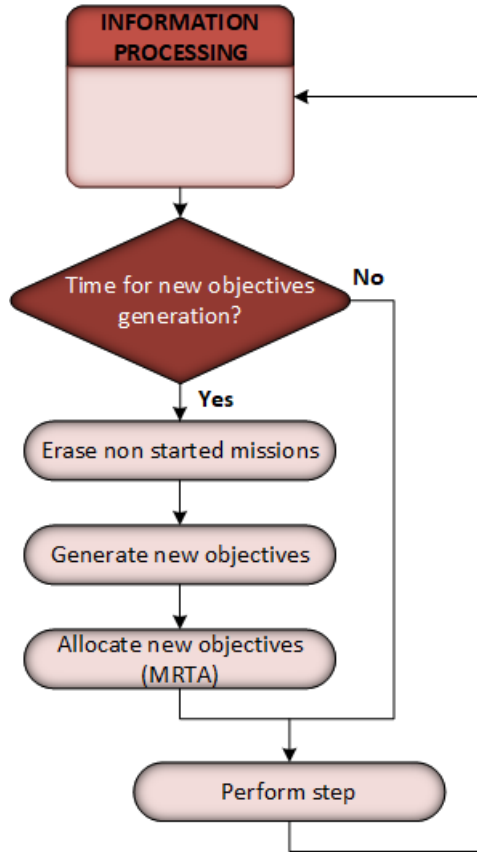 INFORMATION
PROCESSING
Time for new objectives
generation?
No
Yes
Erase non started missions
Generate new objectives
Allocate new objectives
(MRTA)
Perform step